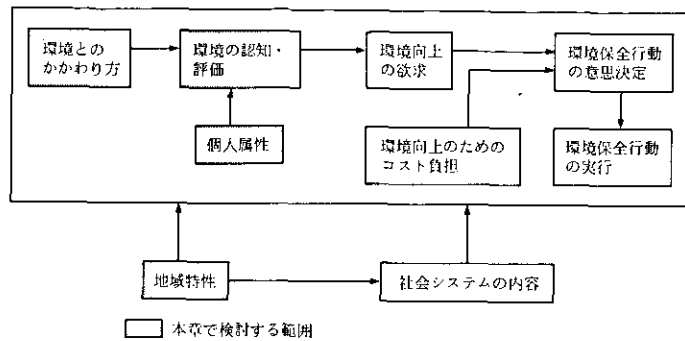 環境との
かかわり方
環境の認知・
評価
環境向上
の欲求
環境保全行動
の意思決定
個人属性
環境向上のための
コスト負担
環境保全行動
の実行
地域特性
社会システムの内容
本章で検討する範囲